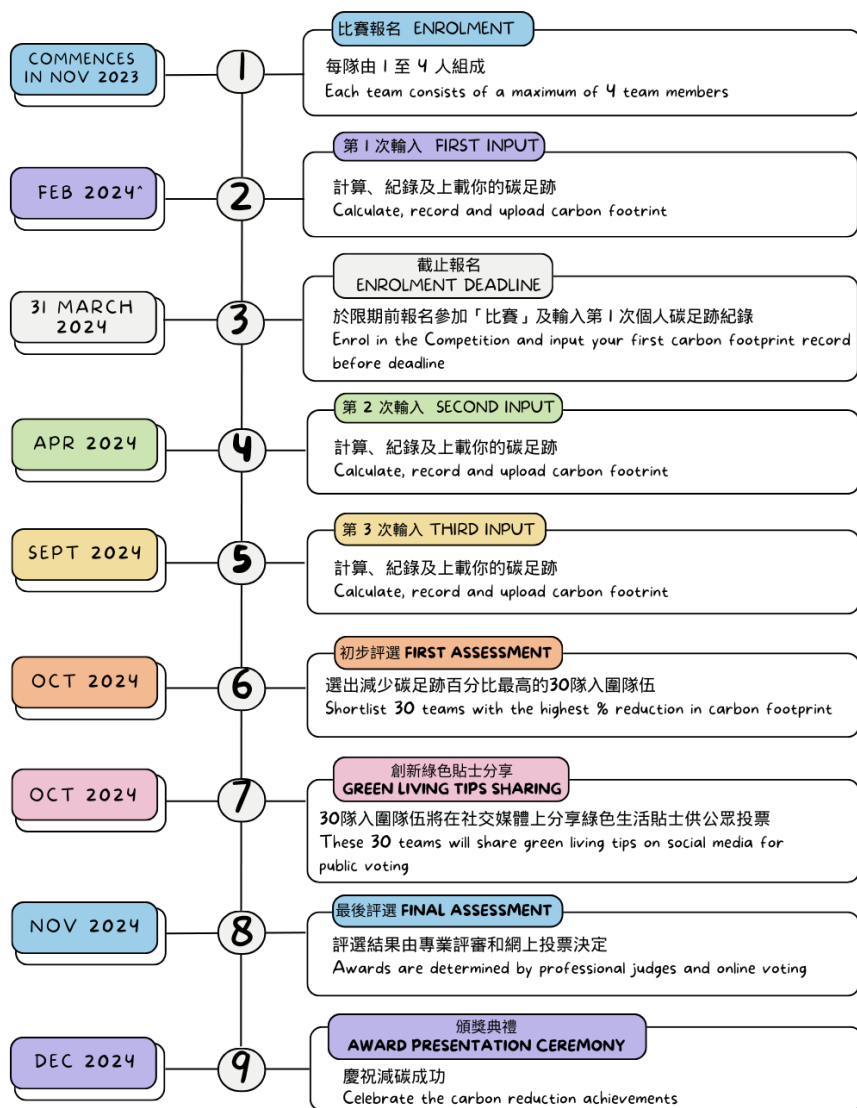 COMMENCES
IN NOV 2023
1
比賽報名 ENROLMENT
每隊由 1 至 4 人組成
Each team consists of a maximum of 4 team members
FEB 2024^
2
第 1 次輸入 FIRST INPUT
計算、紀錄及上載你的碳足跡
Calculate, record and upload carbon footrint
31 MARCH
2024
3
截止報名
ENROLMENT DEADLINE
於限期前報名參加「比賽」及輸入第 1 次個人碳足跡紀錄
Enrol in the Competition and input your first carbon footprint record
before deadline
APR 2024
4
第 2 次輸入 SECOND INPUT
計算、紀錄及上載你的碳足跡
Calculate, record and upload carbon footrint
SEPT 2024
5
第 3 次輸入 THIRD INPUT
計算、紀錄及上載你的碳足跡
Calculate, record and upload carbon footrint
OCT 2024
6
初步評選 FIRST ASSESSMENT
選出減少碳足跡百分比最高的30隊入圍隊伍
Shortlist 30 teams with the highest % reduction in carbon footprint
OCT 2024
7
創新綠色貼士分享
GREEN LIVING TIPS SHARING
30隊入圍隊伍將在社交媒體上分享綠色生活貼士供公眾投票
These 30 teams will share green living tips on social media for
public voting
NOV 2024
8
最後評選 FINAL ASSESSMENT
評選結果由專業評審和網上投票決定
Awards are determined by professional judges and online voting
DEC 2024
9
頒獎典禮
AWARD PRESENTATION CEREMONY
慶祝減碳成功
Celebrate the carbon reduction achievements